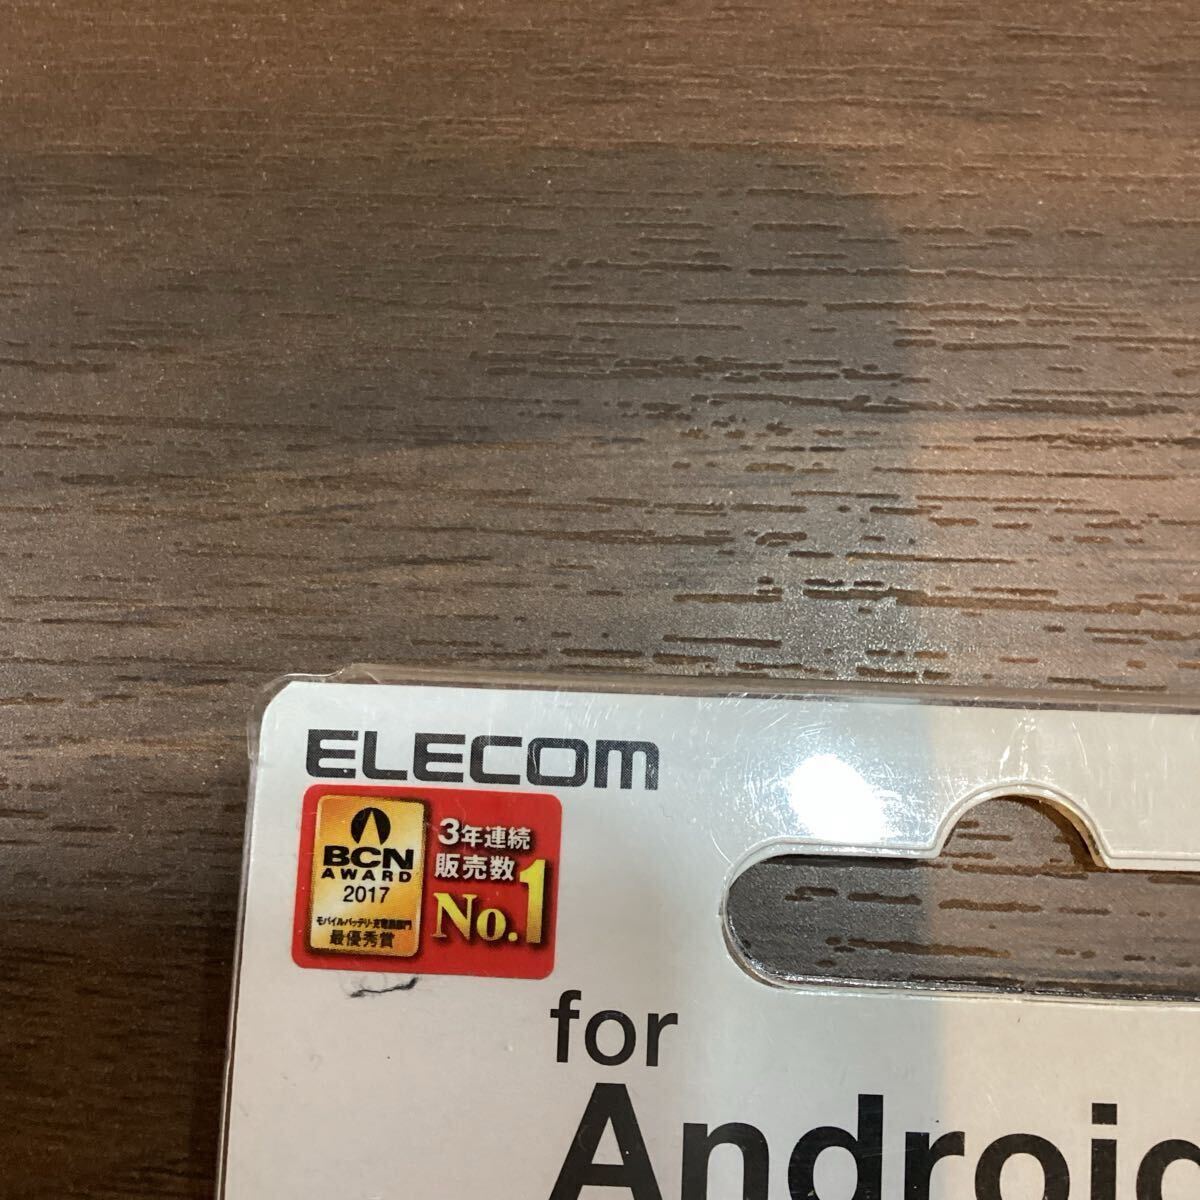 ELECOM
BCN
AWARD
2017
モバイルバッテリ・充電器部門
最優秀賞
3年連続
販売数
No.1
for
Android